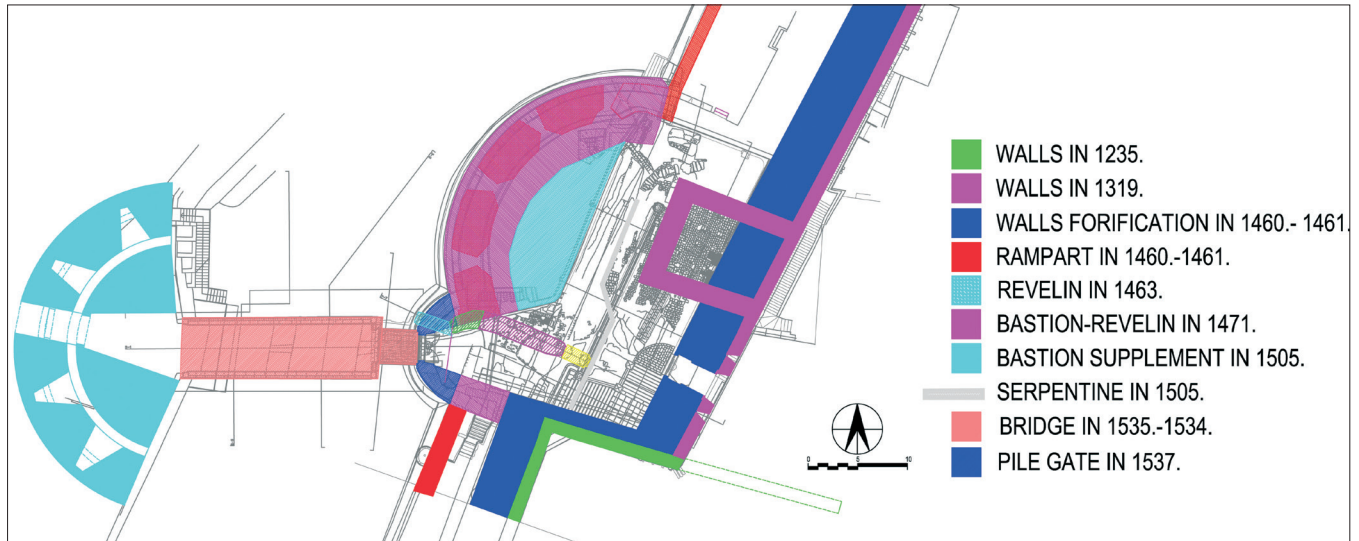 WALLS IN 1235.
WALLS IN 1319.
WALLS FORIFICATION IN 1460.- 1461.
RAMPART IN 1460.-1461.
REVELIN IN 1463.
BASTION-REVELIN IN 1471.
BASTION SUPPLEMENT IN 1505.
SERPENTINE IN 1505.
BRIDGE IN 1535.-1534.
PILE GATE IN 1537.
0 5 10